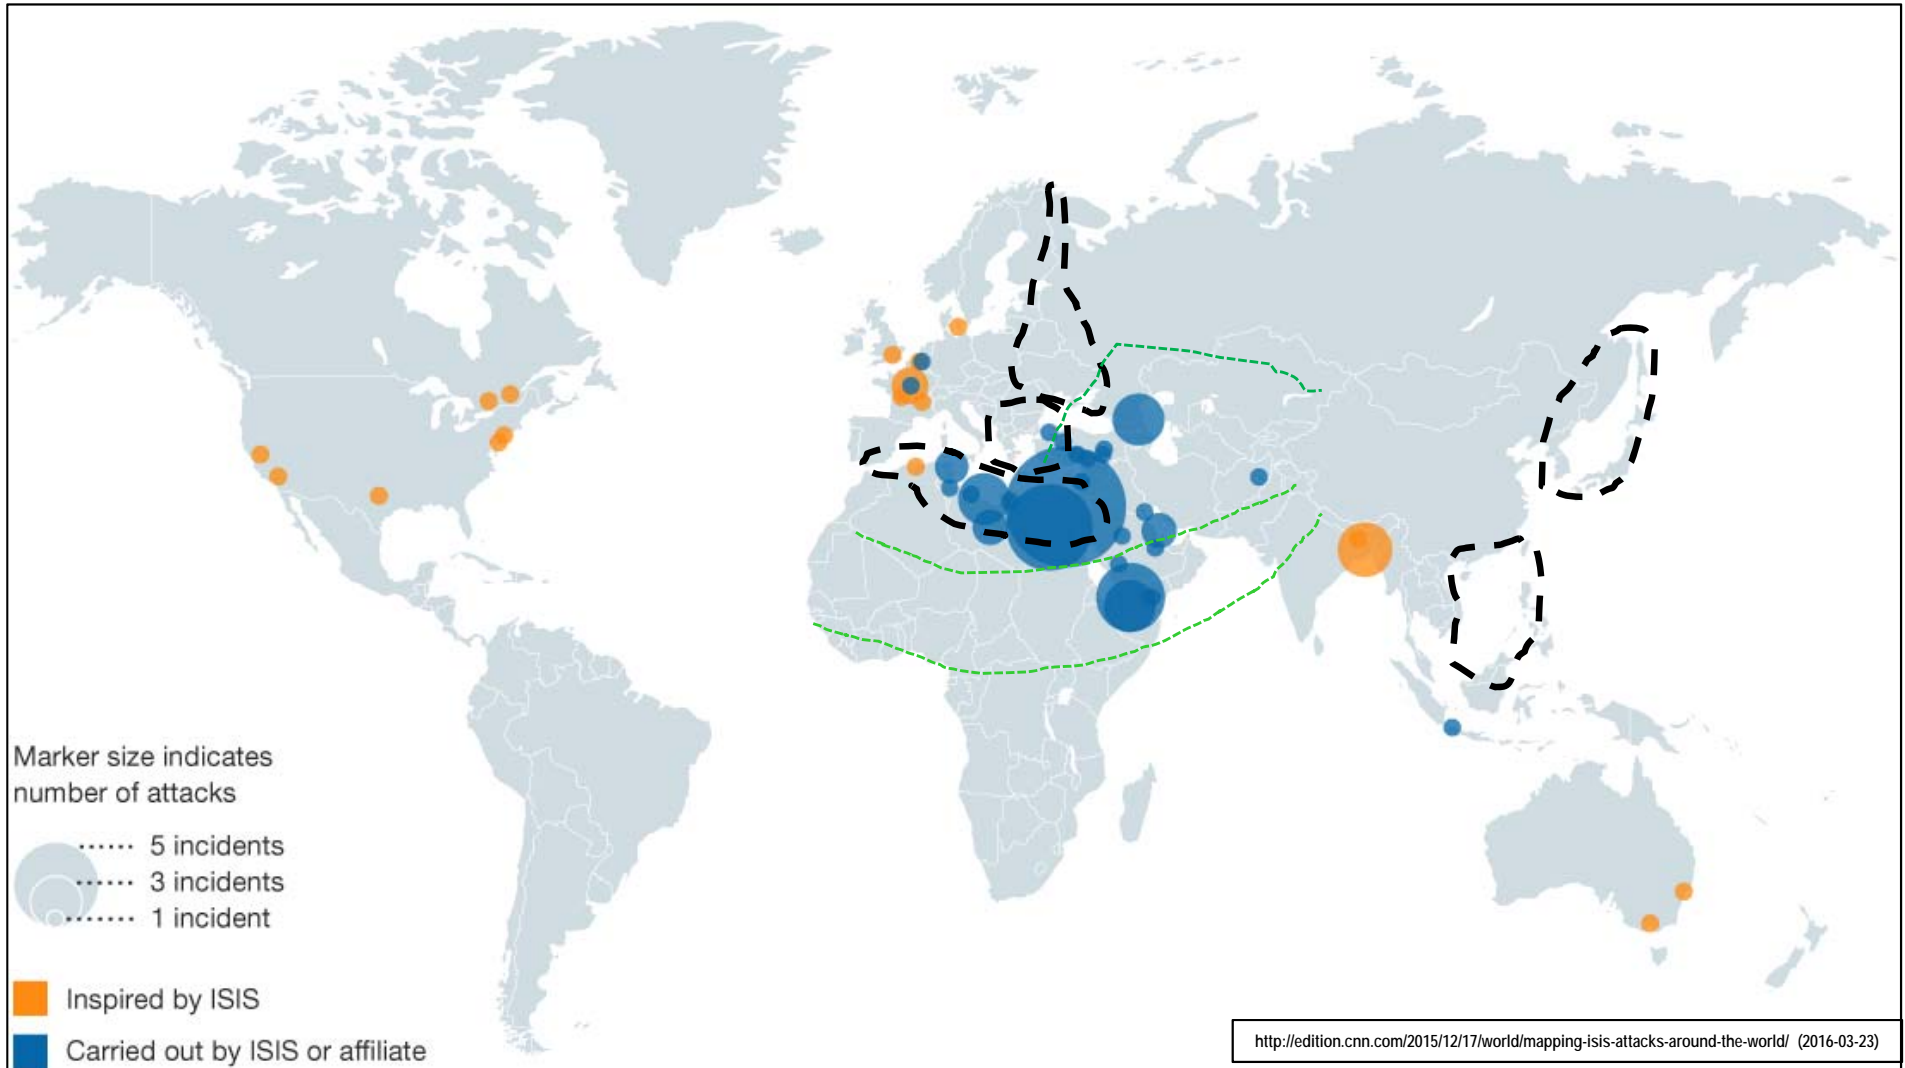 Marker size indicates
number of attacks
5 incidents
3 incidents
1 incident
Inspired by ISIS
Carried out by ISIS or affiliate
http://edition.cnn.com/2015/12/17/world/mapping-isis-attacks-around-the-world/ (2016-03-23)